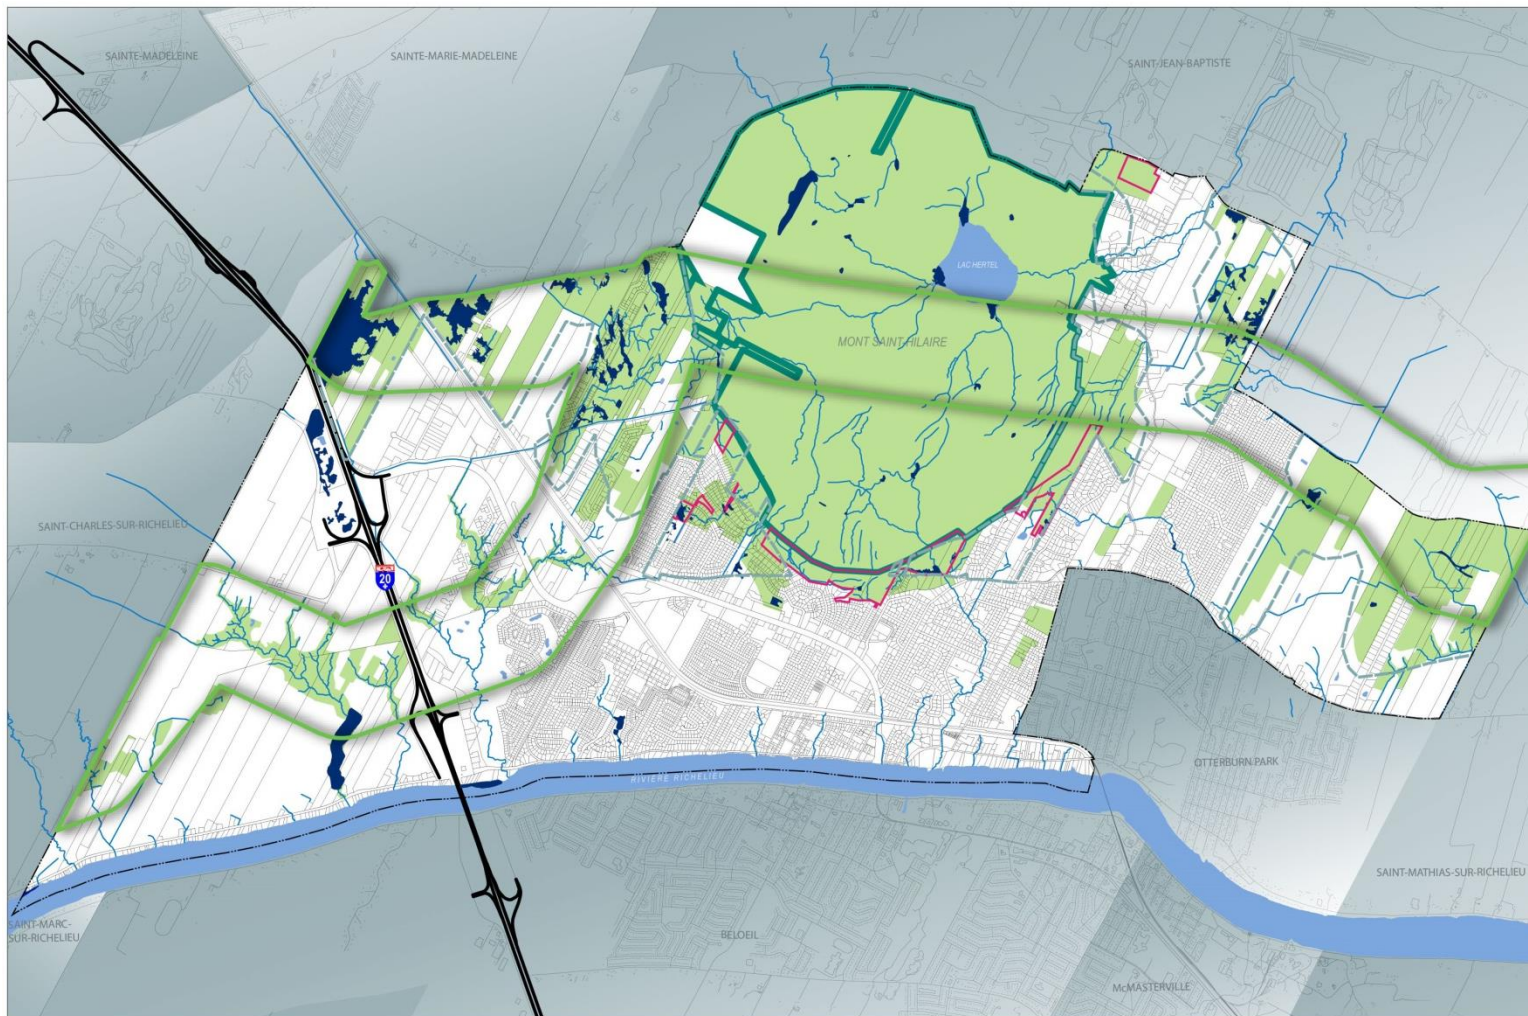 SAINTE-MADELEINE
SAINTE-MARIE-MADELEINE
SAINT-JEAN-BAPTISTE
LAC HERTEL
MONT SAINT-HILAIRE
SAINT-CHARLES-SUR-RICHELIEU
20
RIVIÈRE RICHELIEU
OTTERBURN PARK
SAINT-MATHIAS-SUR-RICHELIEU
SAINT-MARC-
SUR-RICHELIEU
BELOEIL
McMASTERVILLE